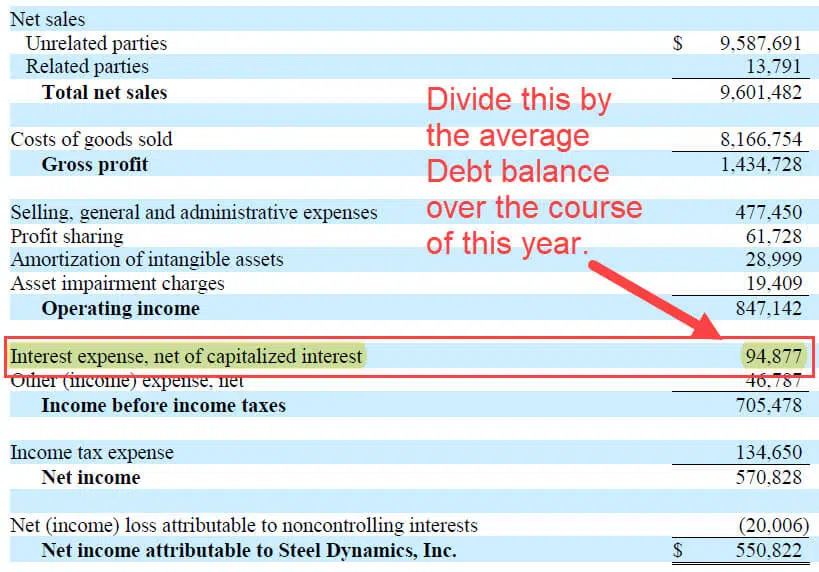 Net sales
Unrelated parties $ 9,587,691
Related parties 13,791
Total net sales 9,601,482
Divide this by
the average
Debt balance
over the course
of this year.
Costs of goods sold 8,166,754
Gross profit 1,434,728
Selling, general and administrative expenses 477,450
Profit sharing 61,728
Amortization of intangible assets 28,999
Asset impairment charges 19,409
Operating income 847,142
Interest expense, net of capitalized interest 94,877
Other (income) expense, net 46,787
Income before income taxes 705,478
Income tax expense 134,650
Net income 570,828
Net (income) loss attributable to noncontrolling interests (20,006)
Net income attributable to Steel Dynamics, Inc. $ 550,822